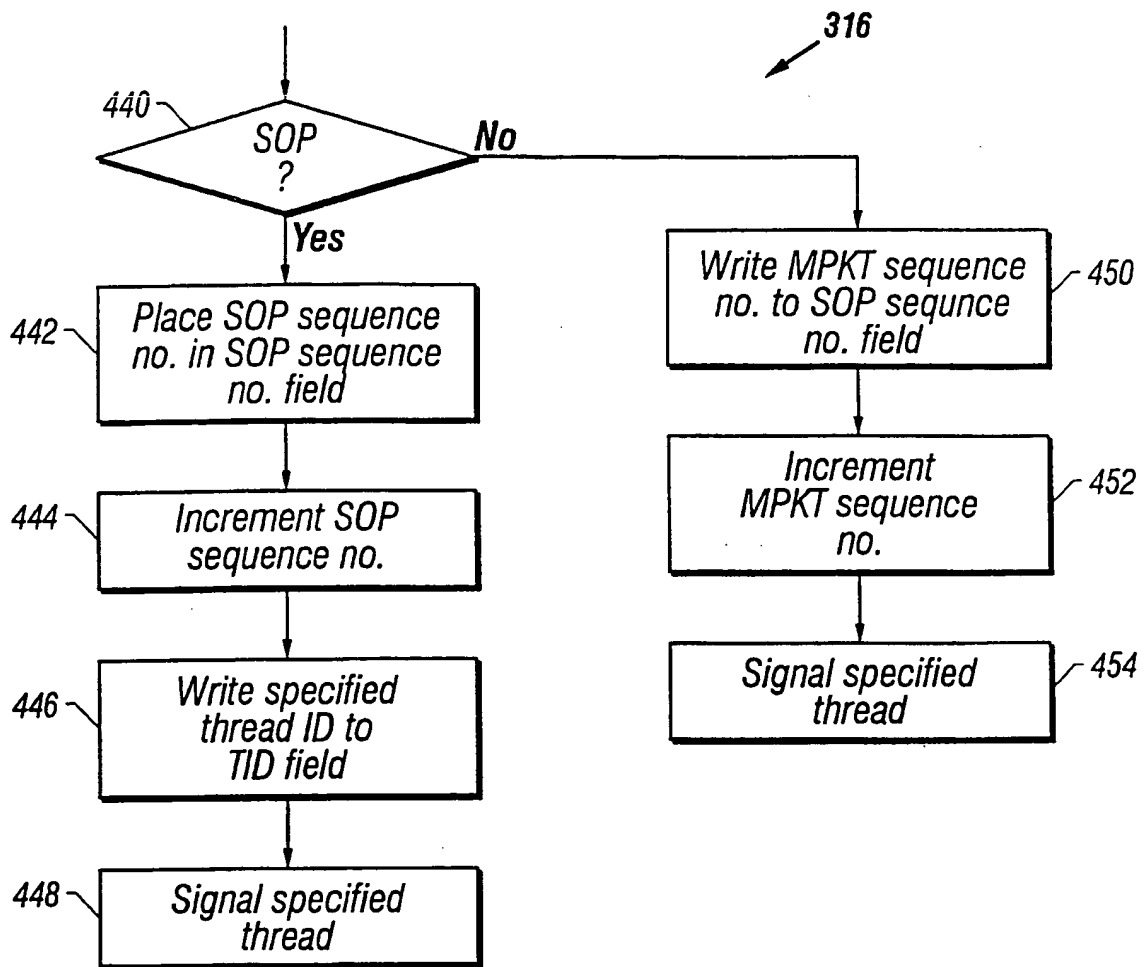 316
440
SOP
?
No
Yes
442
Place SOP sequence
no. in SOP sequence
no. field
444
Increment SOP
sequence no.
446
Write specified
thread ID to
TID field
448
Signal specified
thread
Write MPKT sequence
no. to SOP sequnce
no. field
450
Increment
MPKT sequence
no.
452
Signal specified
thread
454